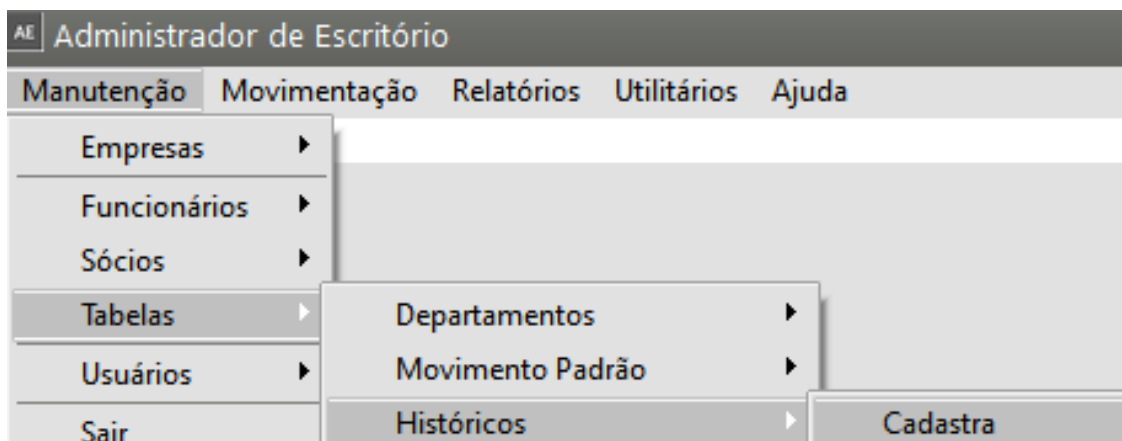 AE Administrador de Escritório
Manutenção Movimentação Relatórios Utilitários Ajuda
Empresas
Funcionários
Sócios
Tabelas Departamentos
Usuários Movimento Padrão
Sair Históricos Cadastra